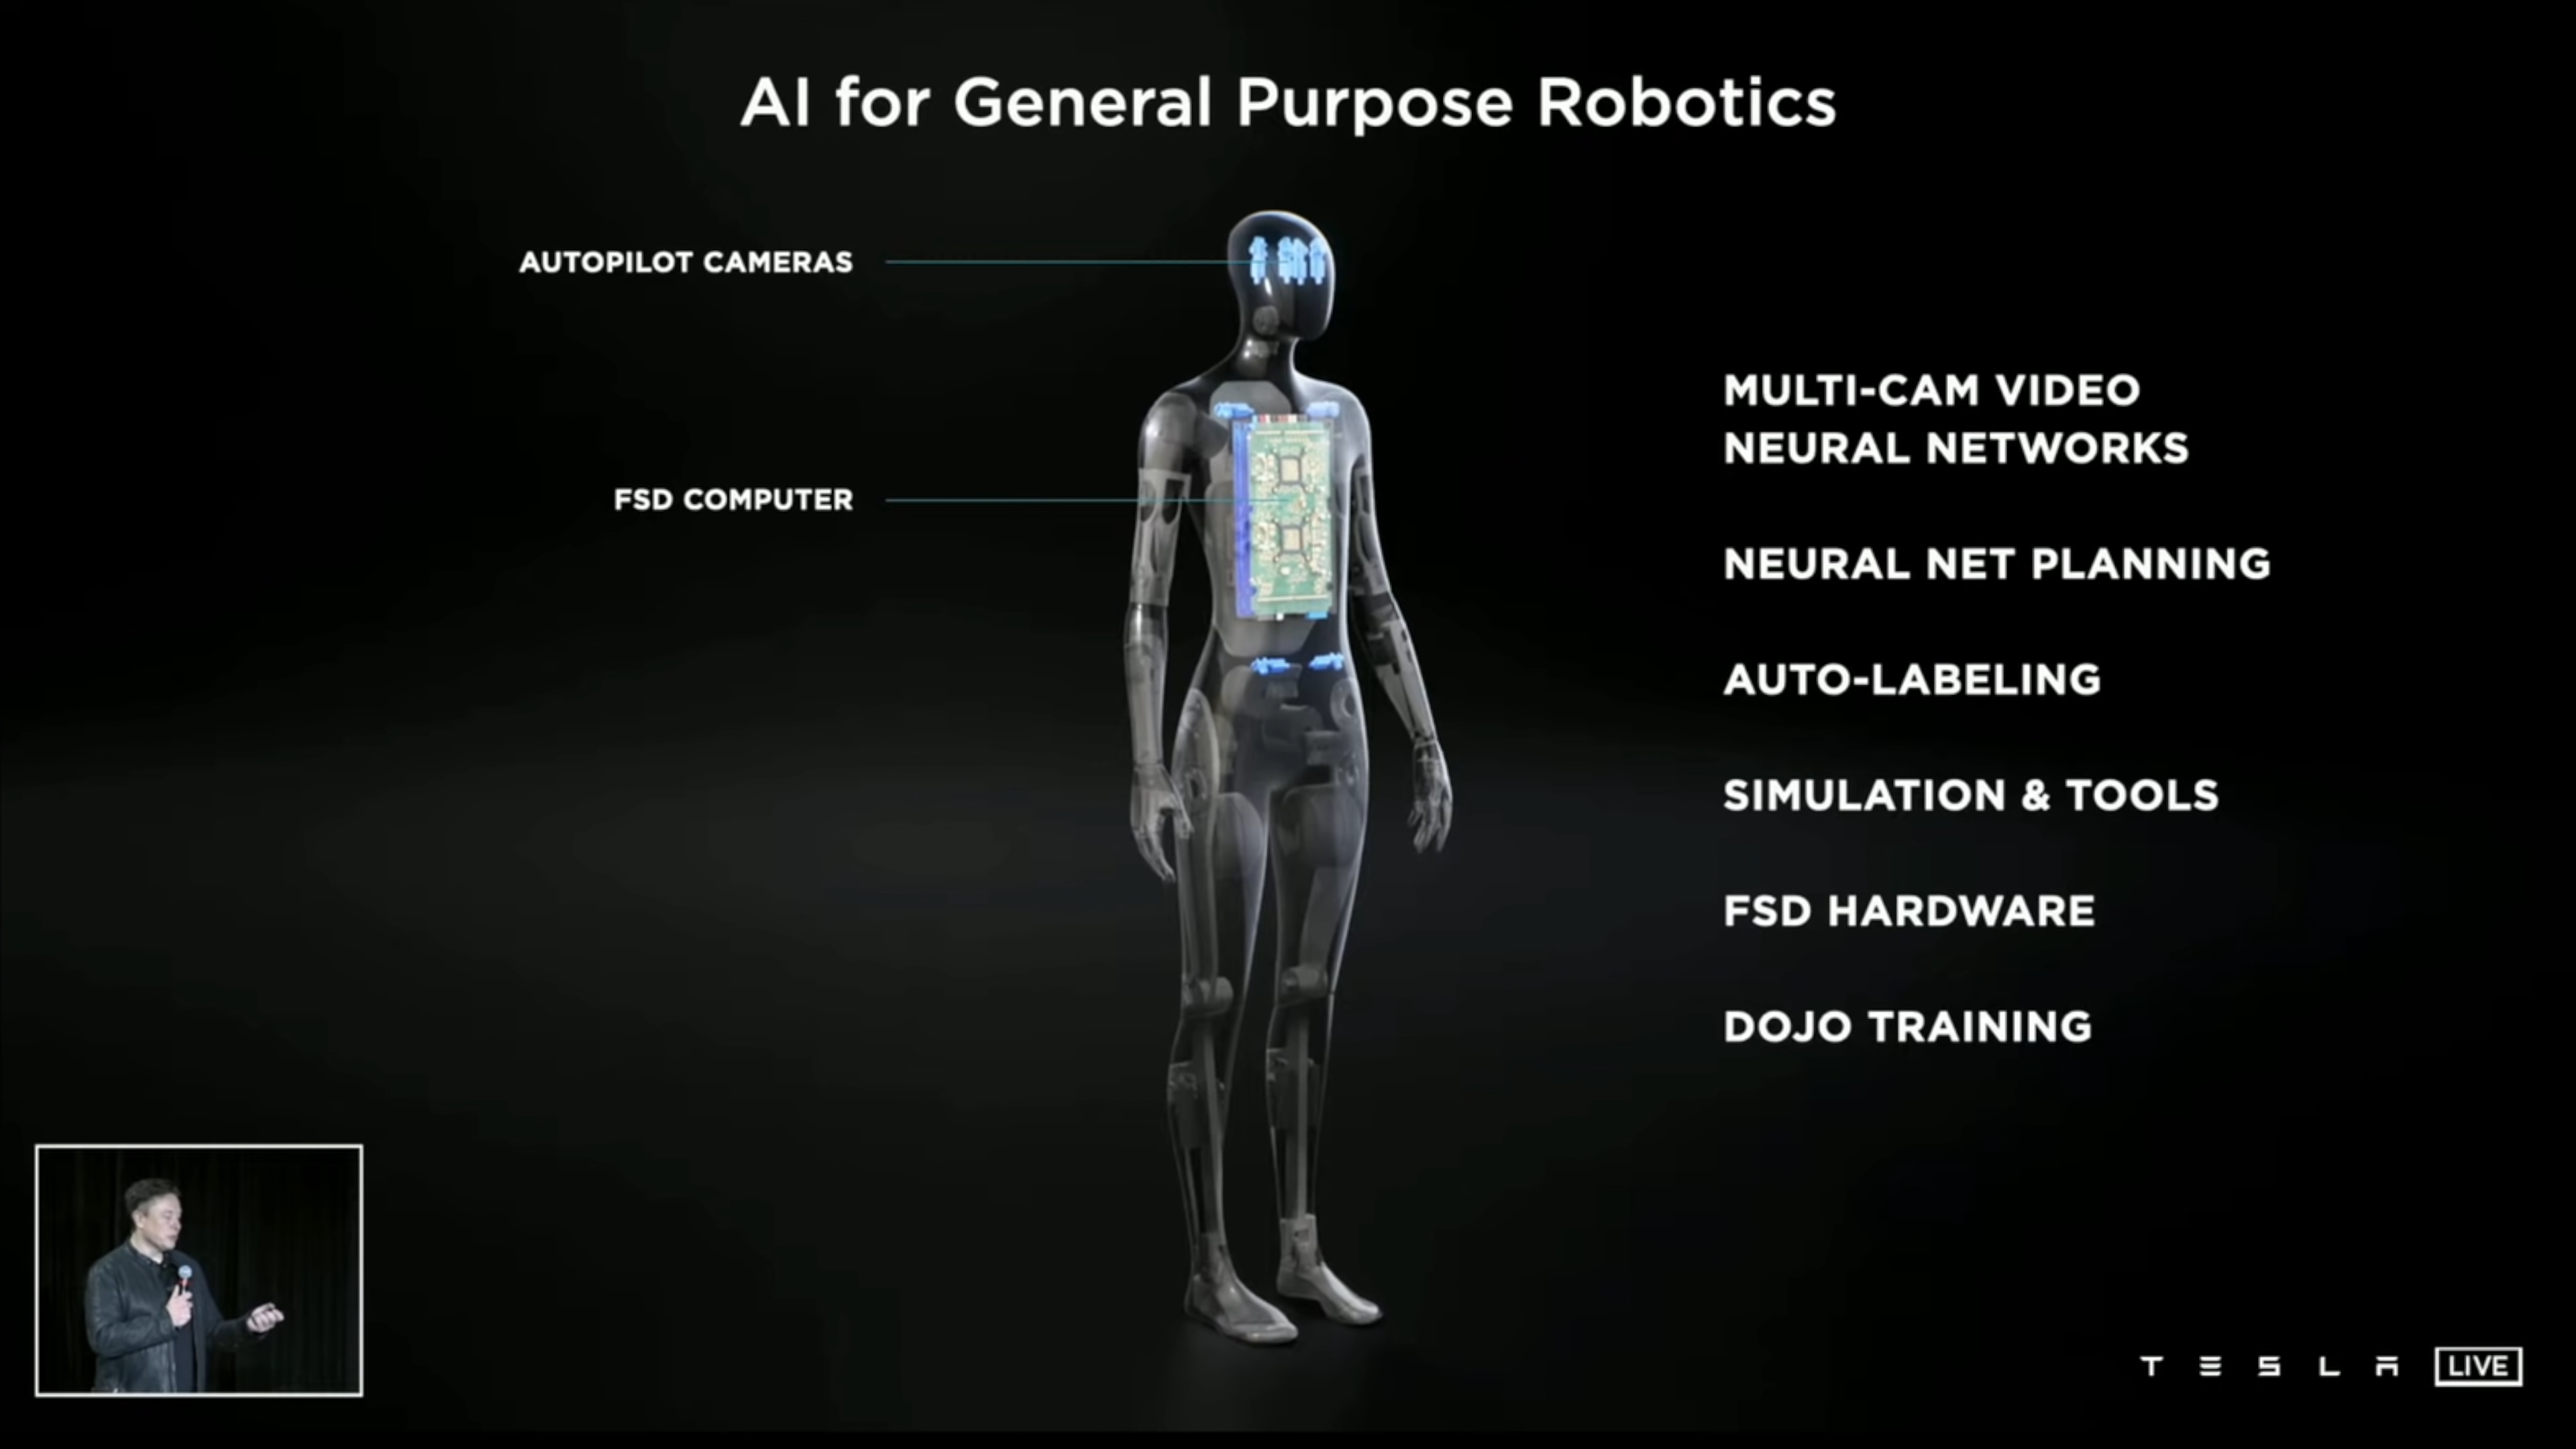 AI for General Purpose Robotics
AUTOPILOT CAMERAS
FSD COMPUTER
MULTI-CAM VIDEO
NEURAL NETWORKS
NEURAL NET PLANNING
AUTO-LABELING
SIMULATION & TOOLS
FSD HARDWARE
DOJO TRAINING
TESLA LIVE